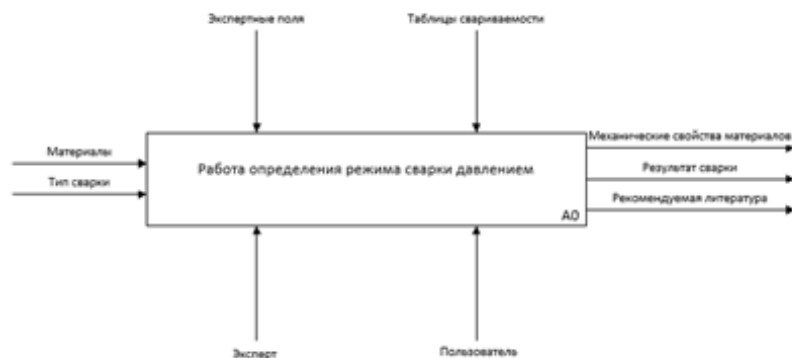 Экспертные поля
Таблицы свариваемости
Материалы
Тип сварки
Работа определения режима сварки давлением
А0
Механические свойства материалов
Результат сварки
Рекомендуемая литература
Эксперт
Пользователь